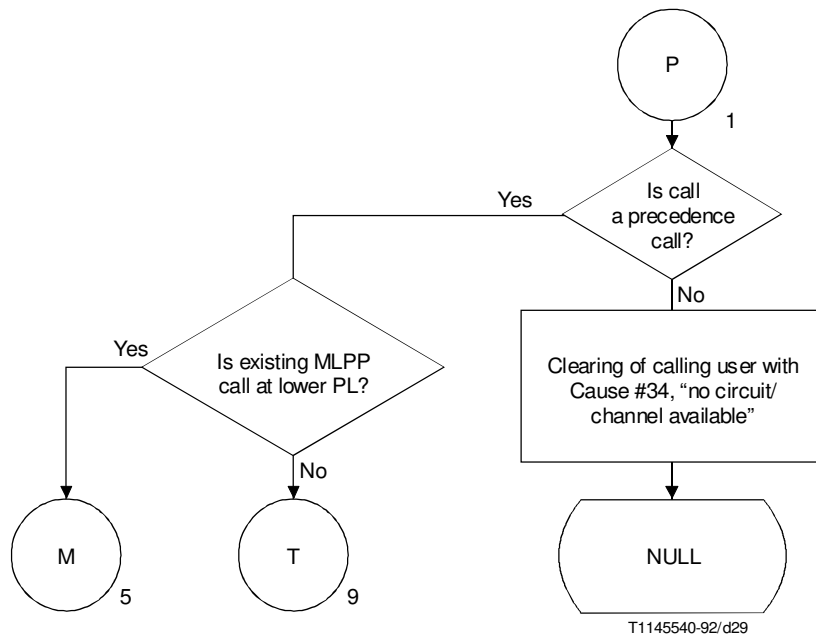 P
1
Is call
a precedence
call?
Yes
No
Is existing MLPP
call at lower PL?
Yes
No
Clearing of calling user with
Cause #34, “no circuit/
channel available”
M
5
T
9
NULL
T1145540-92/d29